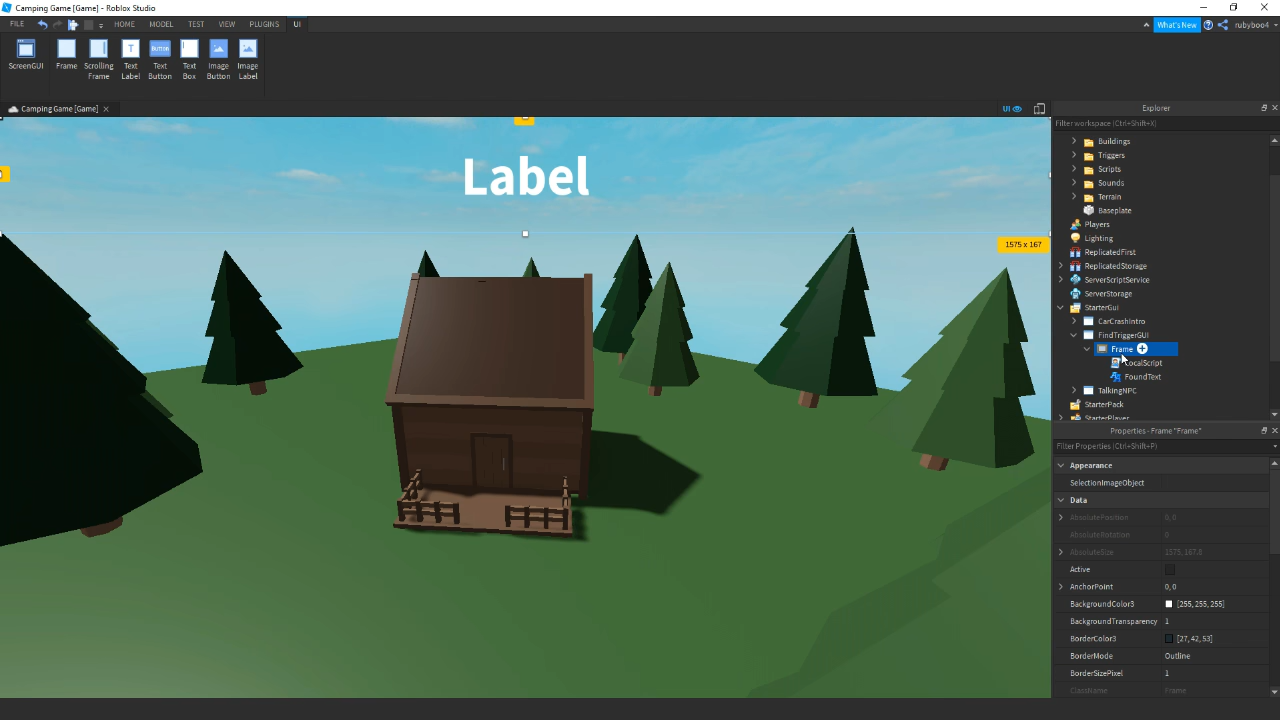 Camping Game [Game] - Roblox Studio
FILE HOME MODEL TEST VIEW PLUGINS UI What's New rubyboo4
ScreenGUI Frame Scrolling Frame Text Label Button Text Button Text Box Image Button Image Label
Camping Game [Game] UI Explorer
Filter workspace (Ctrl+Shift+X)
Label
Buildings
Triggers
Scripts
Sounds
Terrain
Baseplate
Players
Lighting
ReplicatedFirst
1575 x 167
ReplicatedStorage
ServerScriptService
ServerStorage
StarterGui
CarCrashIntro
FindTriggerGUI
Frame
LocalScript
FoundText
TalkingNPC
StarterPack
StarterPlayer
Properties - Frame "Frame"
Filter Properties (Ctrl+Shift+P)
Appearance
SelectionImageObject
Data
AbsolutePosition 0, 0
AbsoluteRotation 0
AbsoluteSize 1575, 167.8
Active
AnchorPoint 0, 0
BackgroundColor3 [255, 255, 255]
BackgroundTransparency 1
BorderColor3 [27, 42, 53]
BorderMode Outline
BorderSizePixel 1
ClassName Frame